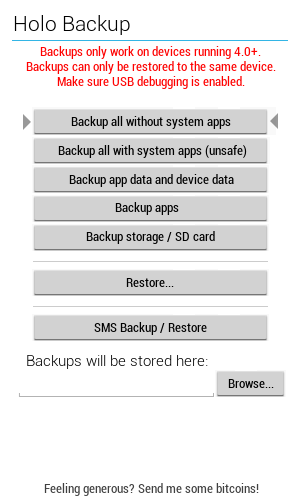 Holo Backup
Backups only work on devices running 4.0+.
Backups can only be restored to the same device.
Make sure USB debugging is enabled.
Backup all without system apps
Backup all with system apps (unsafe)
Backup app data and device data
Backup apps
Backup storage / SD card
Restore...
SMS Backup / Restore
Backups will be stored here:
Browse...
Feeling generous? Send me some bitcoins!